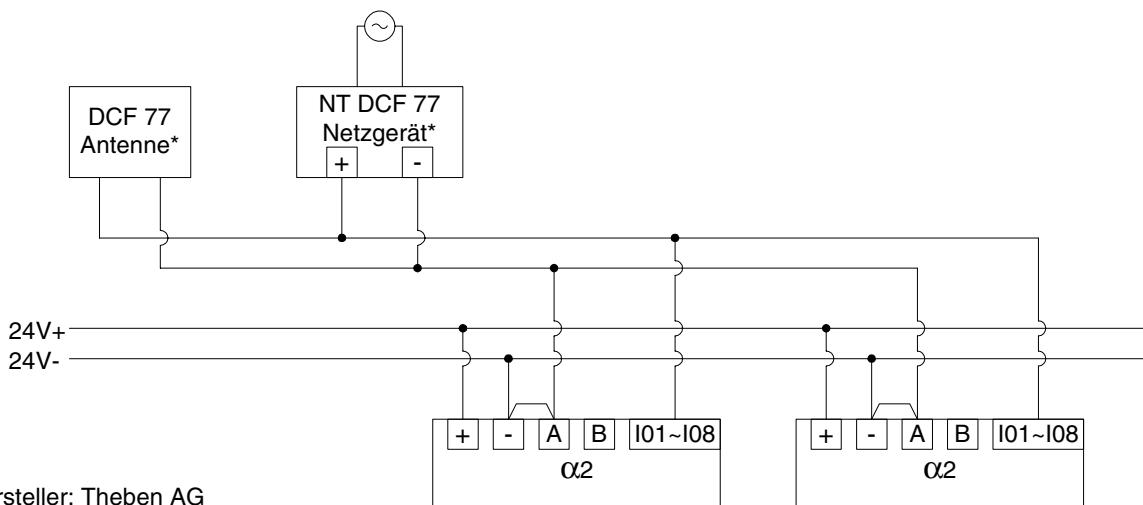 DCF 77
Antenne*
NT DCF 77
Netzgerät*
+ -
24V+
24V-
+ - A B I01~I08
α2
+ - A B I01~I08
α2
rsteller: Theben AG